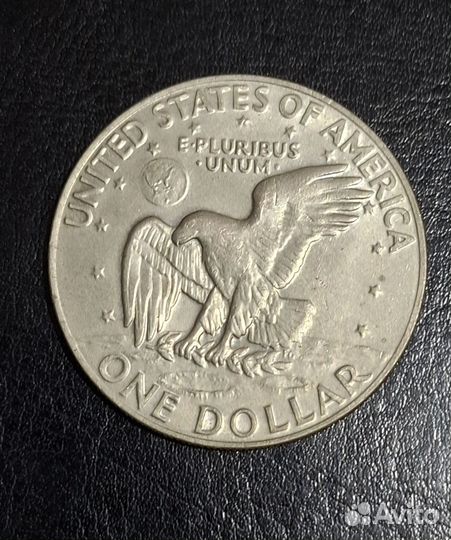 UNITED STATES OF AMERICA
E·PLURIBUS
·UNUM·
ONE DOLLAR
Avito